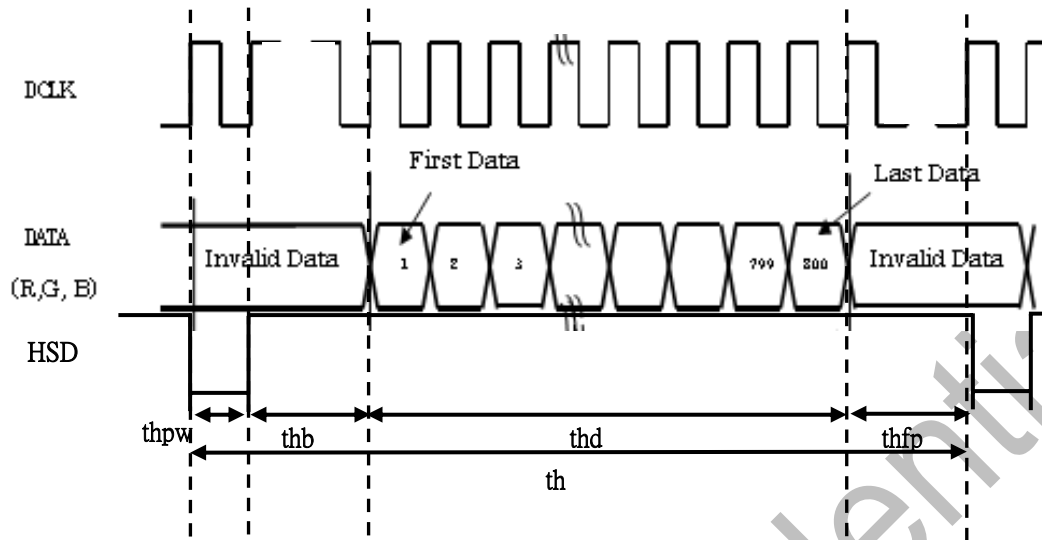 DCLK
First Data
Last Data
DATA
(R,G, B)
Invalid Data
1
2
3
799
800
Invalid Data
HSD
thpw
thb
thd
thfp
th